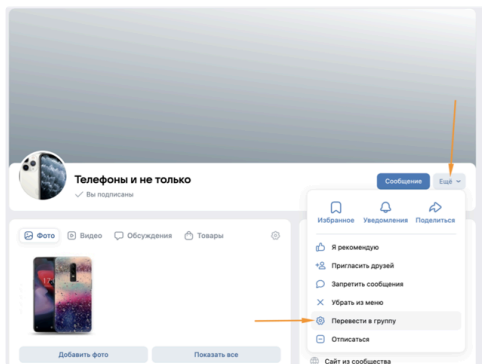 Телефоны и не только
Вы подписаны
Сообщение
Ещё
Избранное Уведомления Поделиться
Фото Видео Обсуждения Товары
Я рекомендую
Пригласить друзей
Запретить сообщения
Убрать из меню
Перевести в группу
Отписаться
Добавить фото Показать все
Сайт из сообщества